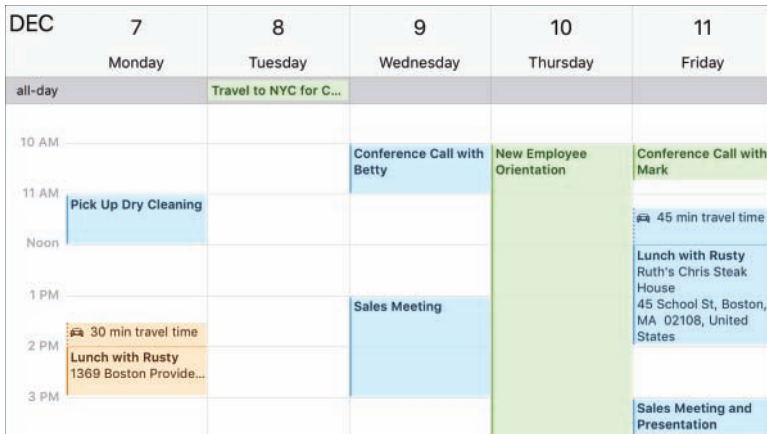 DEC
7
8
9
10
11
Monday
Tuesday
Wednesday
Thursday
Friday
all-day
Travel to NYC for C...
10 AM
Conference Call with
Betty
New Employee
Orientation
Conference Call with
Mark
11 AM
Pick Up Dry Cleaning
45 min travel time
Noon
Lunch with Rusty
Ruth's Chris Steak
House
45 School St, Boston,
MA 02108, United
States
1 PM
Sales Meeting
30 min travel time
2 PM
Lunch with Rusty
1369 Boston Provide...
3 PM
Sales Meeting and
Presentation